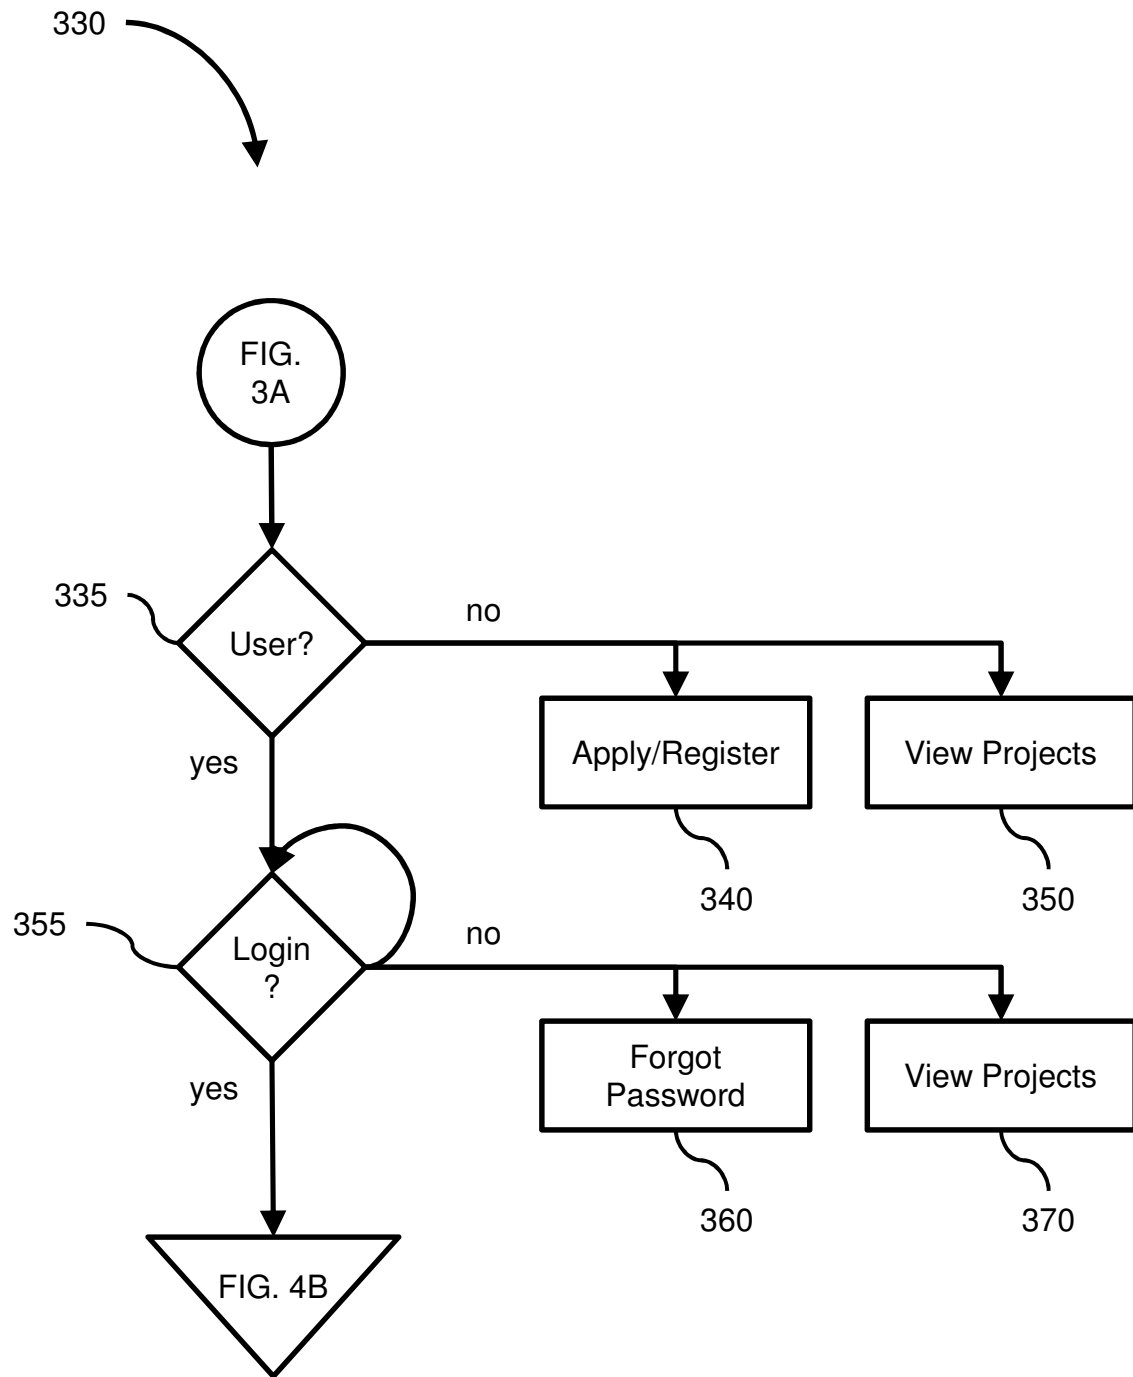 330
FIG.
3A
335
User?
no
yes
Apply/Register
View Projects
340
350
355
Login
?
no
yes
Forgot
Password
View Projects
360
370
FIG. 4B